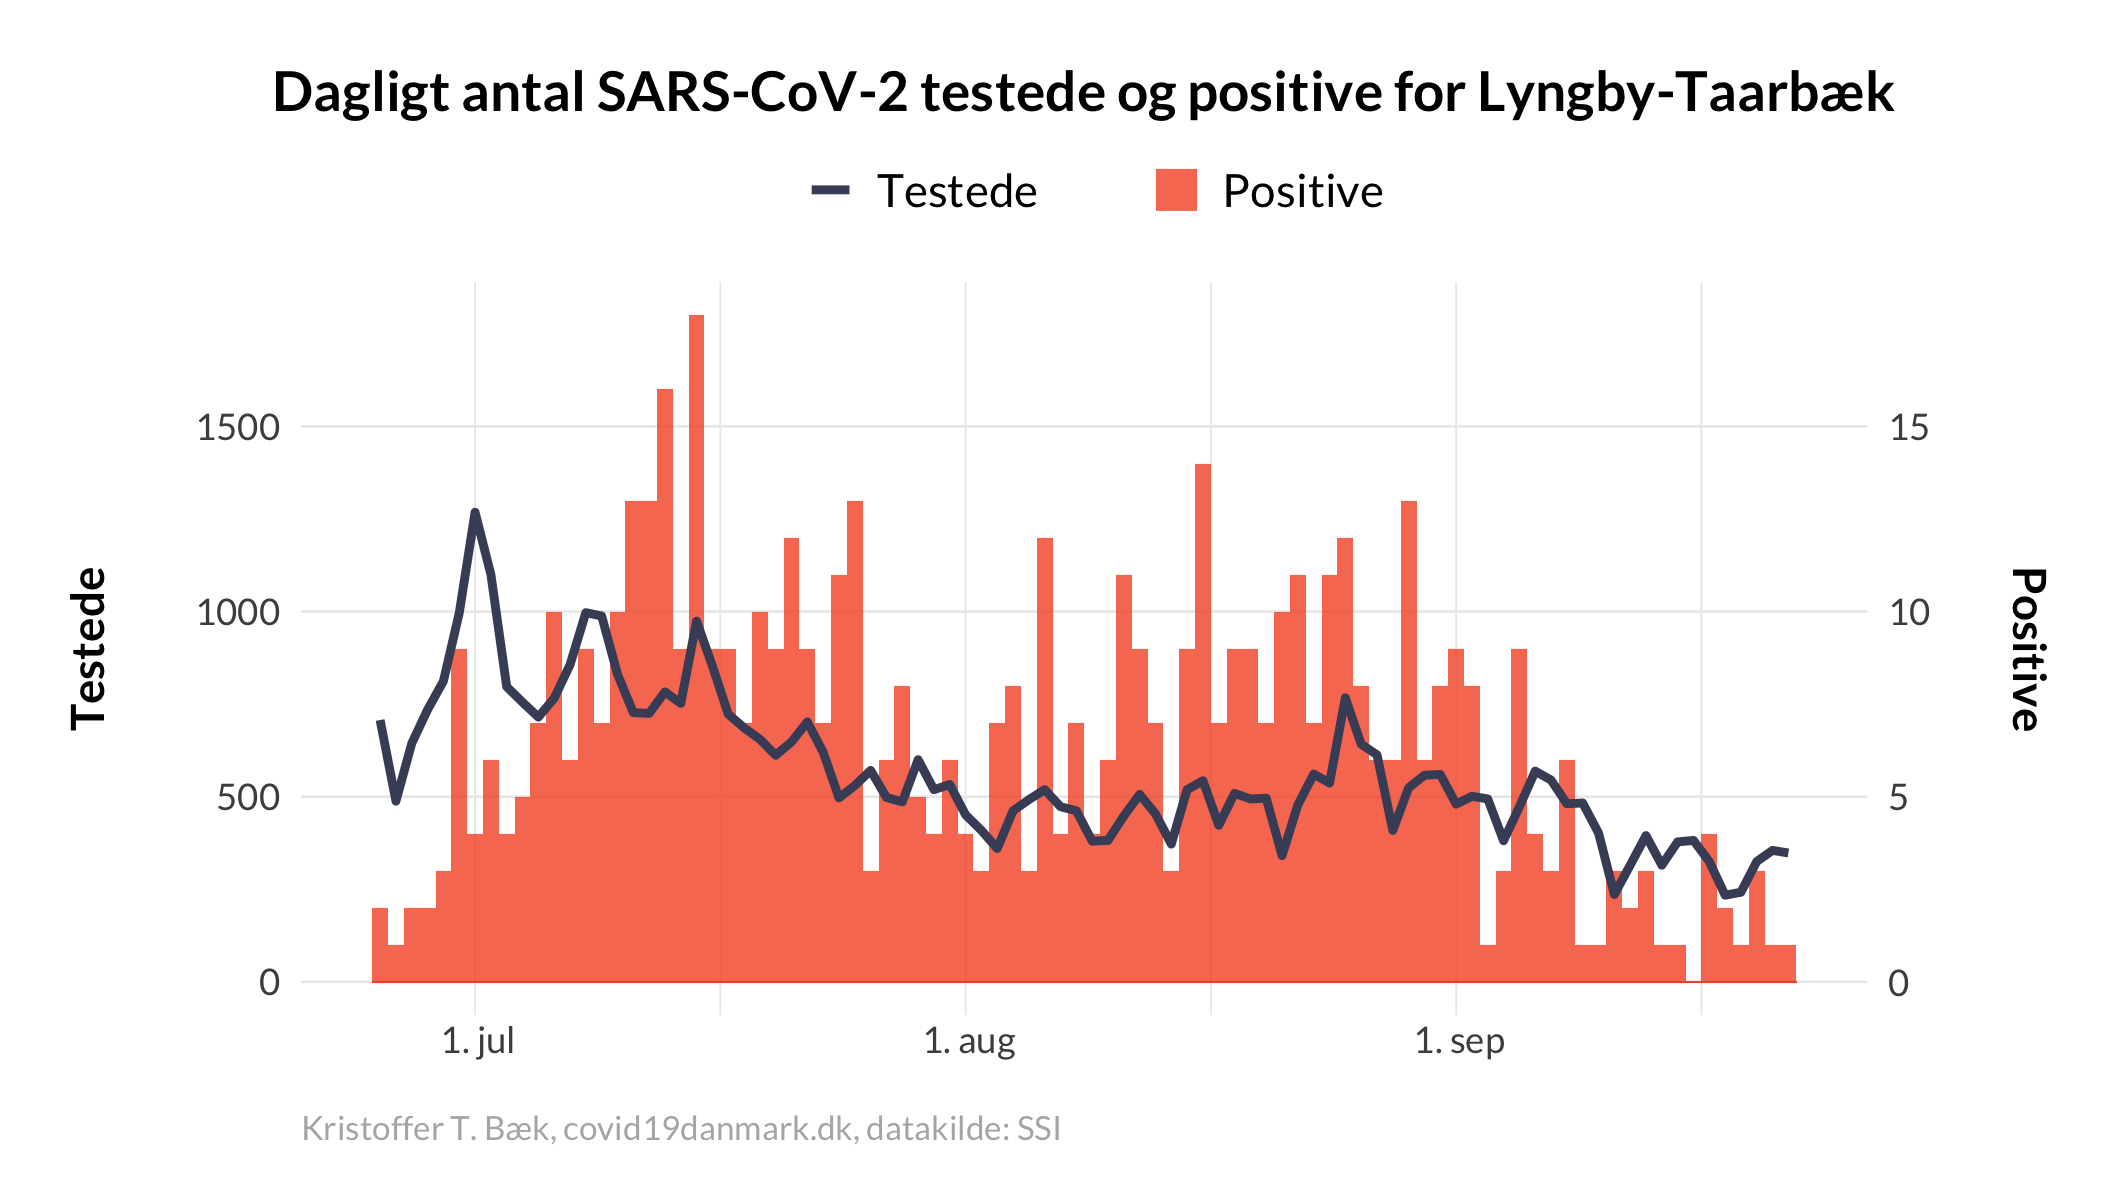 Dagligt antal SARS-CoV-2 testede og positive for Lyngby-Taarbæk
Testede
Positive
1500
1000
500
0
15
10
5
0
Testede
Positive
1. jul
1. aug
1. sep
Kristoffer T. Bæk, covid19danmark.dk, datakilde: SSI